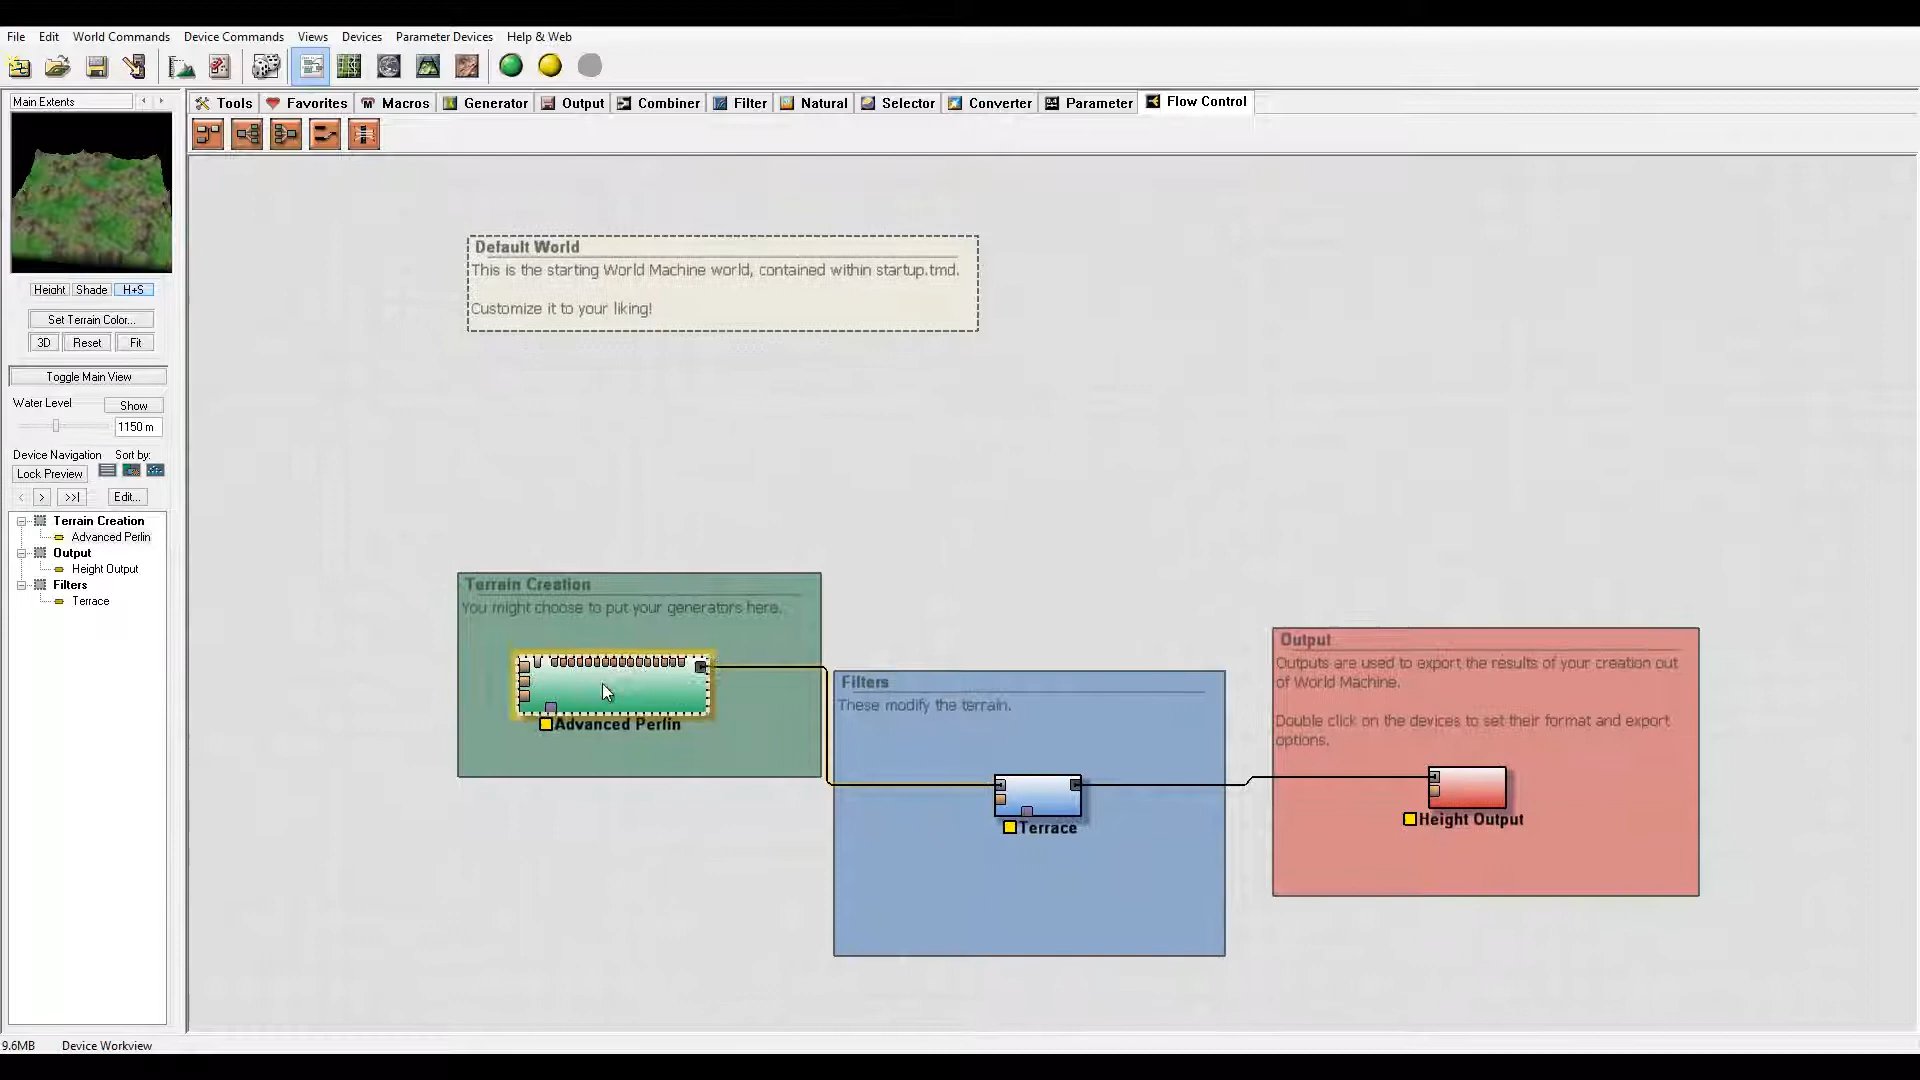 File Edit World Commands Device Commands Views Devices Parameter Devices Help & Web
Main Extents
Tools Favorites Macros Generator Output Combiner Filter Natural Selector Converter Parameter Flow Control
Height Shade H+S
Set Terrain Color...
3D Reset Fit
Toggle Main View
Water Level Show
1150 m
Device Navigation Sort by:
Lock Preview
< > >>| Edit...
Terrain Creation
Advanced Perlin
Output
Height Output
Filters
Terrace
Default World
This is the starting World Machine world, contained within startup.tmd.
Customize it to your liking!
Terrain Creation
You might choose to put your generators here.
Advanced Perlin
Filters
These modify the terrain.
Terrace
Output
Outputs are used to export the results of your creation out
of World Machine.
Double click on the devices to set their format and export
options.
Height Output
9.6MB Device Workview